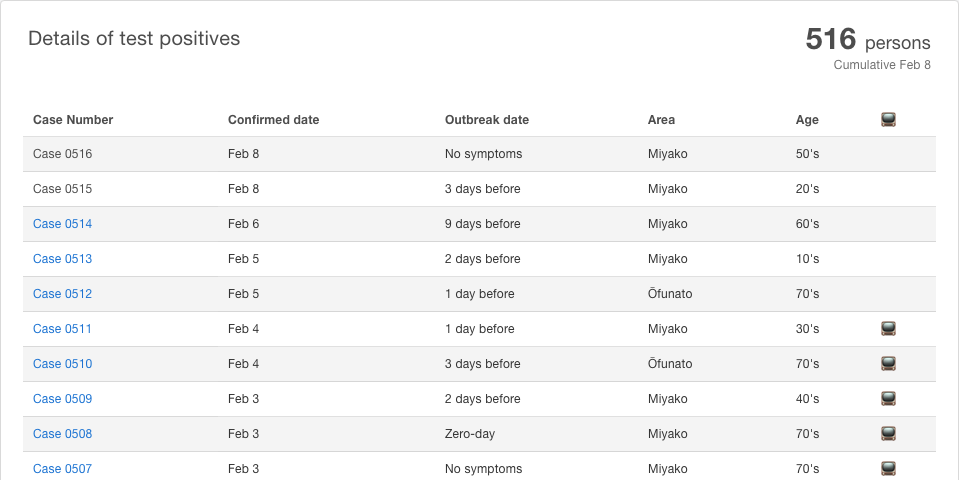 Details of test positives
516 persons
Cumulative Feb 8
Case Number Confirmed date Outbreak date Area Age
Case 0516 Feb 8 No symptoms Miyako 50's
Case 0515 Feb 8 3 days before Miyako 20's
Case 0514 Feb 6 9 days before Miyako 60's
Case 0513 Feb 5 2 days before Miyako 10's
Case 0512 Feb 5 1 day before Ōfunato 70's
Case 0511 Feb 4 1 day before Miyako 30's
Case 0510 Feb 4 3 days before Ōfunato 70's
Case 0509 Feb 3 2 days before Miyako 40's
Case 0508 Feb 3 Zero-day Miyako 70's
Case 0507 Feb 3 No symptoms Miyako 70's